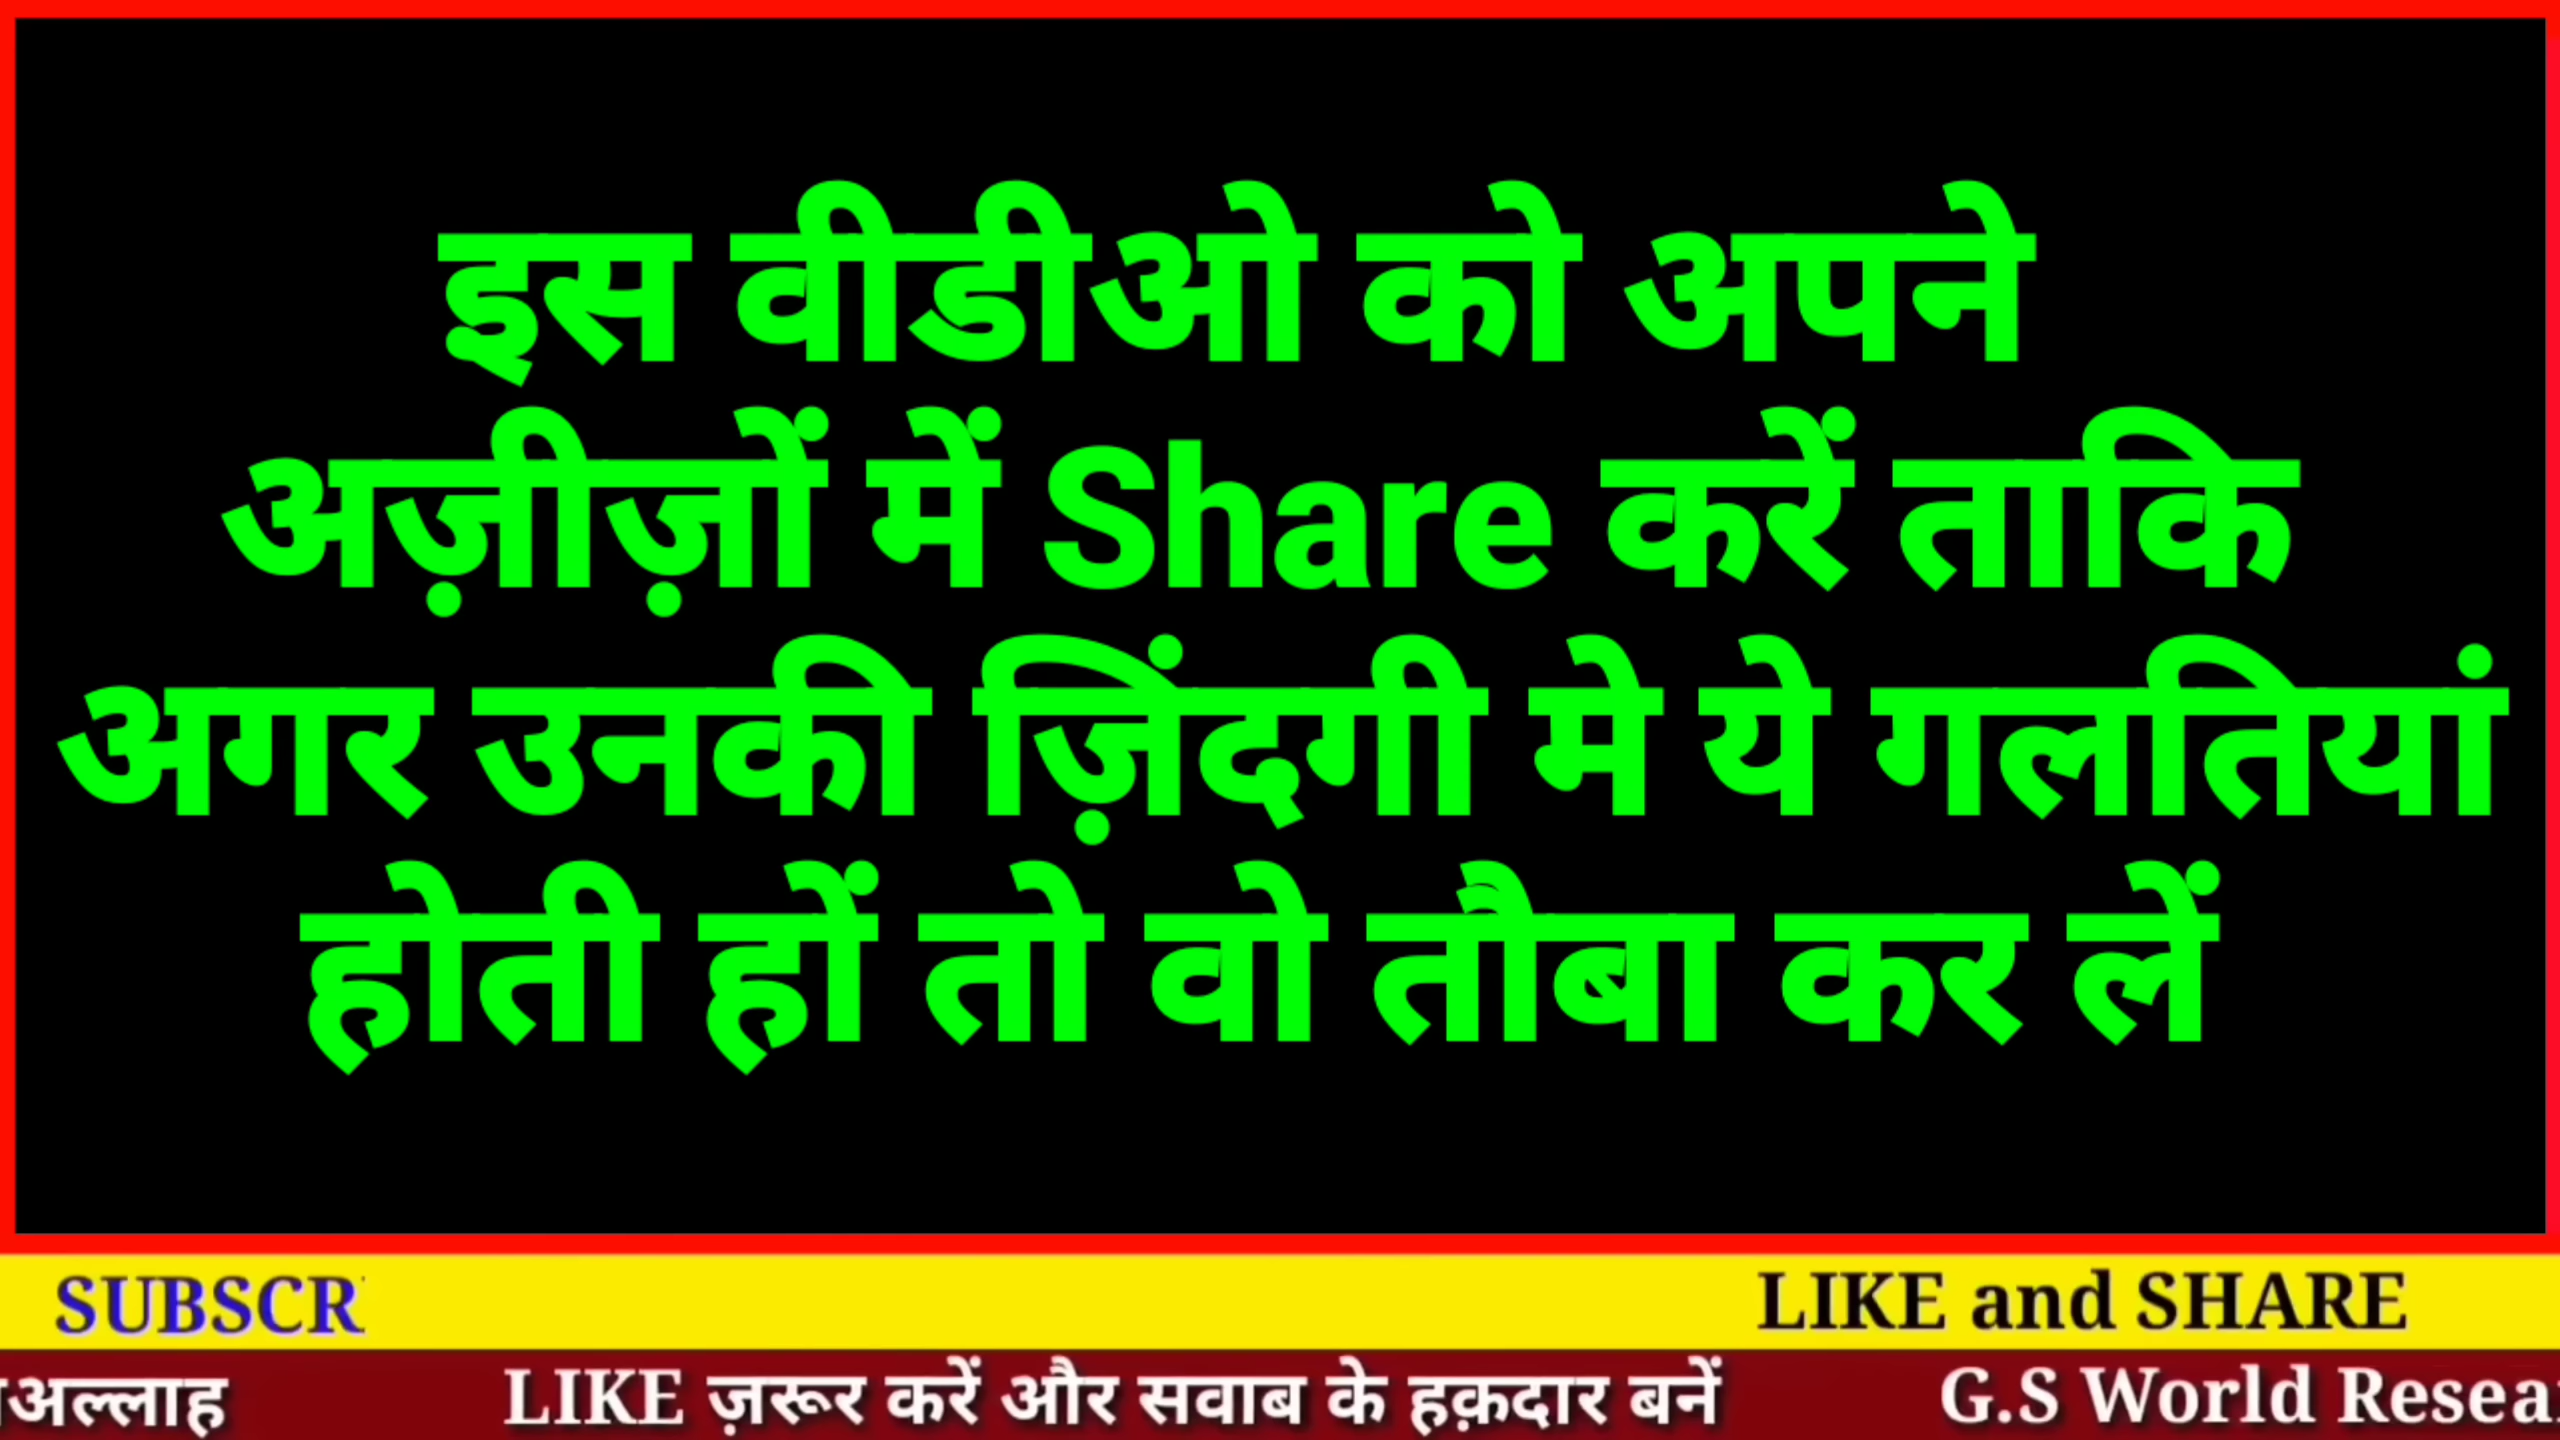 इस वीडीओ को अपने
अज़ीज़ों में Share करें ताकि
अगर उनकी ज़िंदगी मे ये गलतियां
होती हों तो वो तौबा कर लें
SUBSCR LIKE and SHARE
अल्लाह LIKE ज़रूर करें और सवाब के हक़दार बनें G.S World